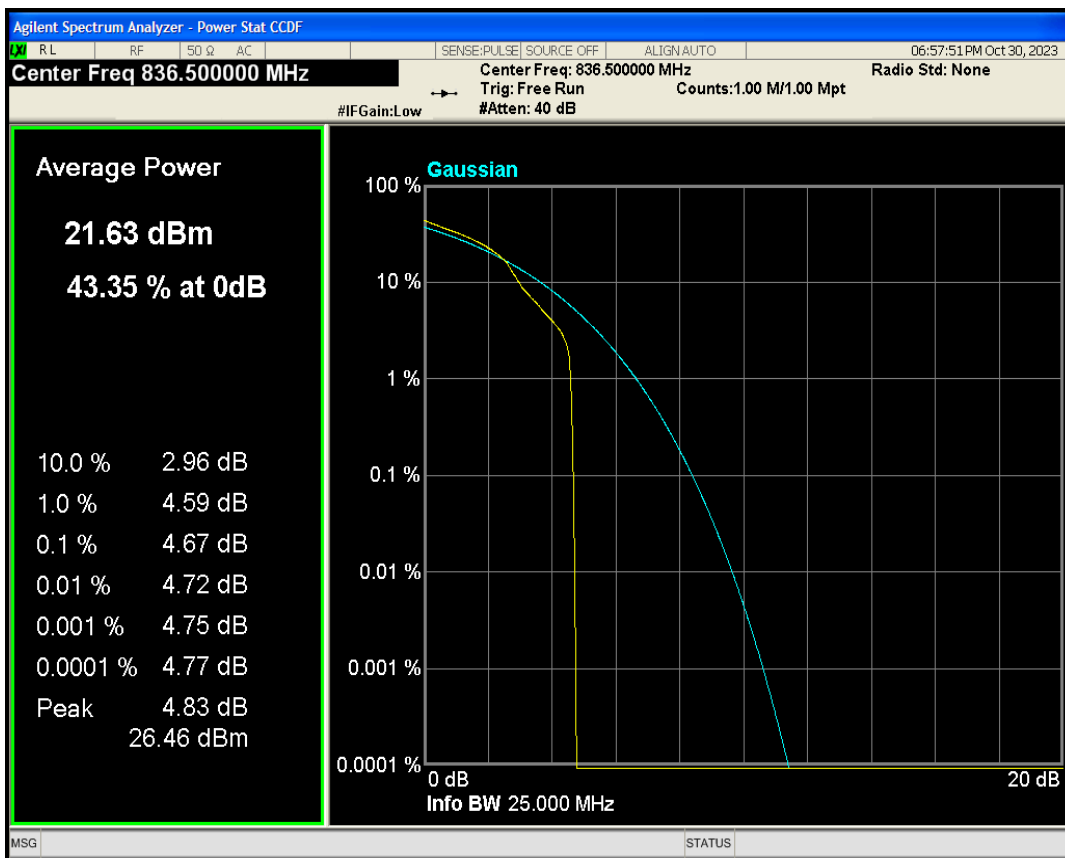 Agilent Spectrum Analyzer - Power Stat CCDF
LXI RL RF 50 Ω AC SENSE:PULSE SOURCE OFF ALIGN AUTO 06:57:51 PM Oct 30, 2023
Center Freq 836.500000 MHz Center Freq: 836.500000 MHz Radio Std: None
Trig: Free Run Counts:1.00 M/1.00 Mpt
#IFGain:Low #Atten: 40 dB
Average Power
21.63 dBm
43.35 % at 0dB
10.0 % 2.96 dB
1.0 % 4.59 dB
0.1 % 4.67 dB
0.01 % 4.72 dB
0.001 % 4.75 dB
0.0001 % 4.77 dB
Peak 4.83 dB
26.46 dBm
Gaussian
100 %
10 %
1 %
0.1 %
0.01 %
0.001 %
0.0001 %
0 dB 20 dB
Info BW 25.000 MHz
MSG STATUS